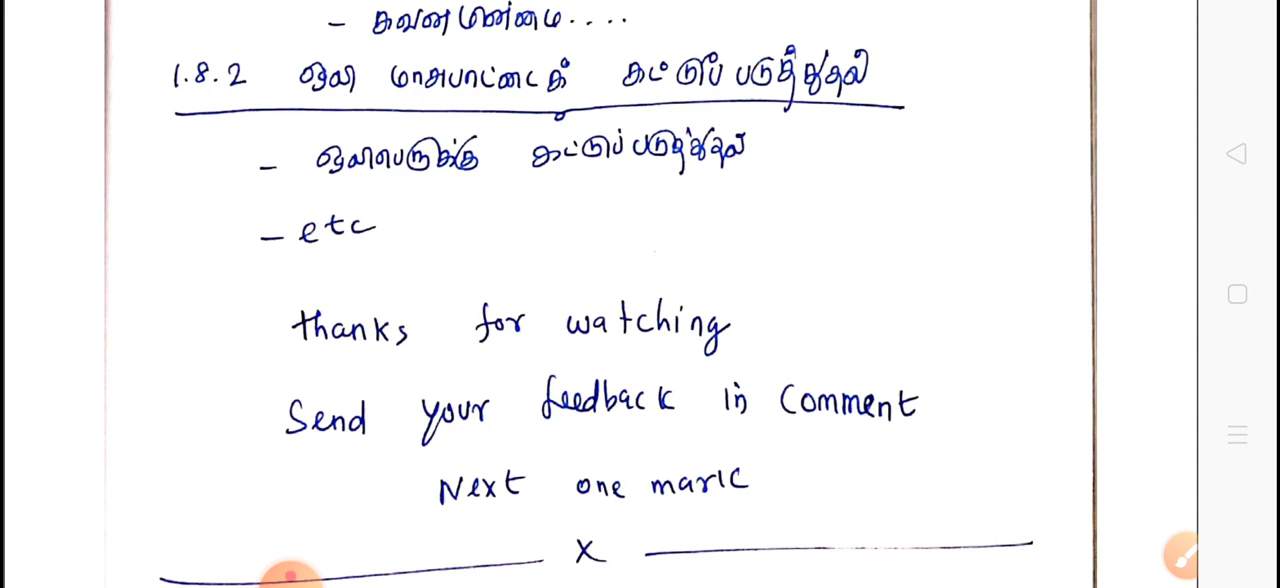 - கவன மின்மை....
1.8.2 ஒலி மாசுபாட்டைக் கட்டுப் படுத்துதல்
- ஒலிபெருக்கி கட்டுப்படுத்துதல்
- etc
thanks for watching
Send your feedback in comment
Next one mark
x